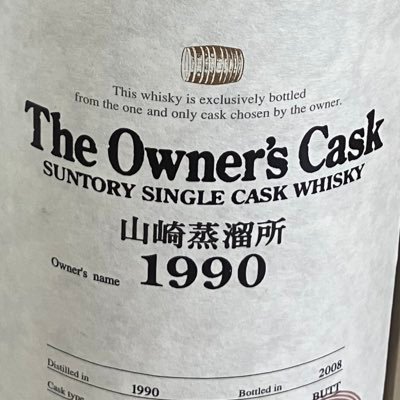 This whisky is exclusively bottled
from the one and only cask chosen by the owner.
The Owner's Cask
SUNTORY SINGLE CASK WHISKY
山崎蒸溜所
Owner's name 1990
Distilled in 1990 Bottled in 2008
Cask type BUTT